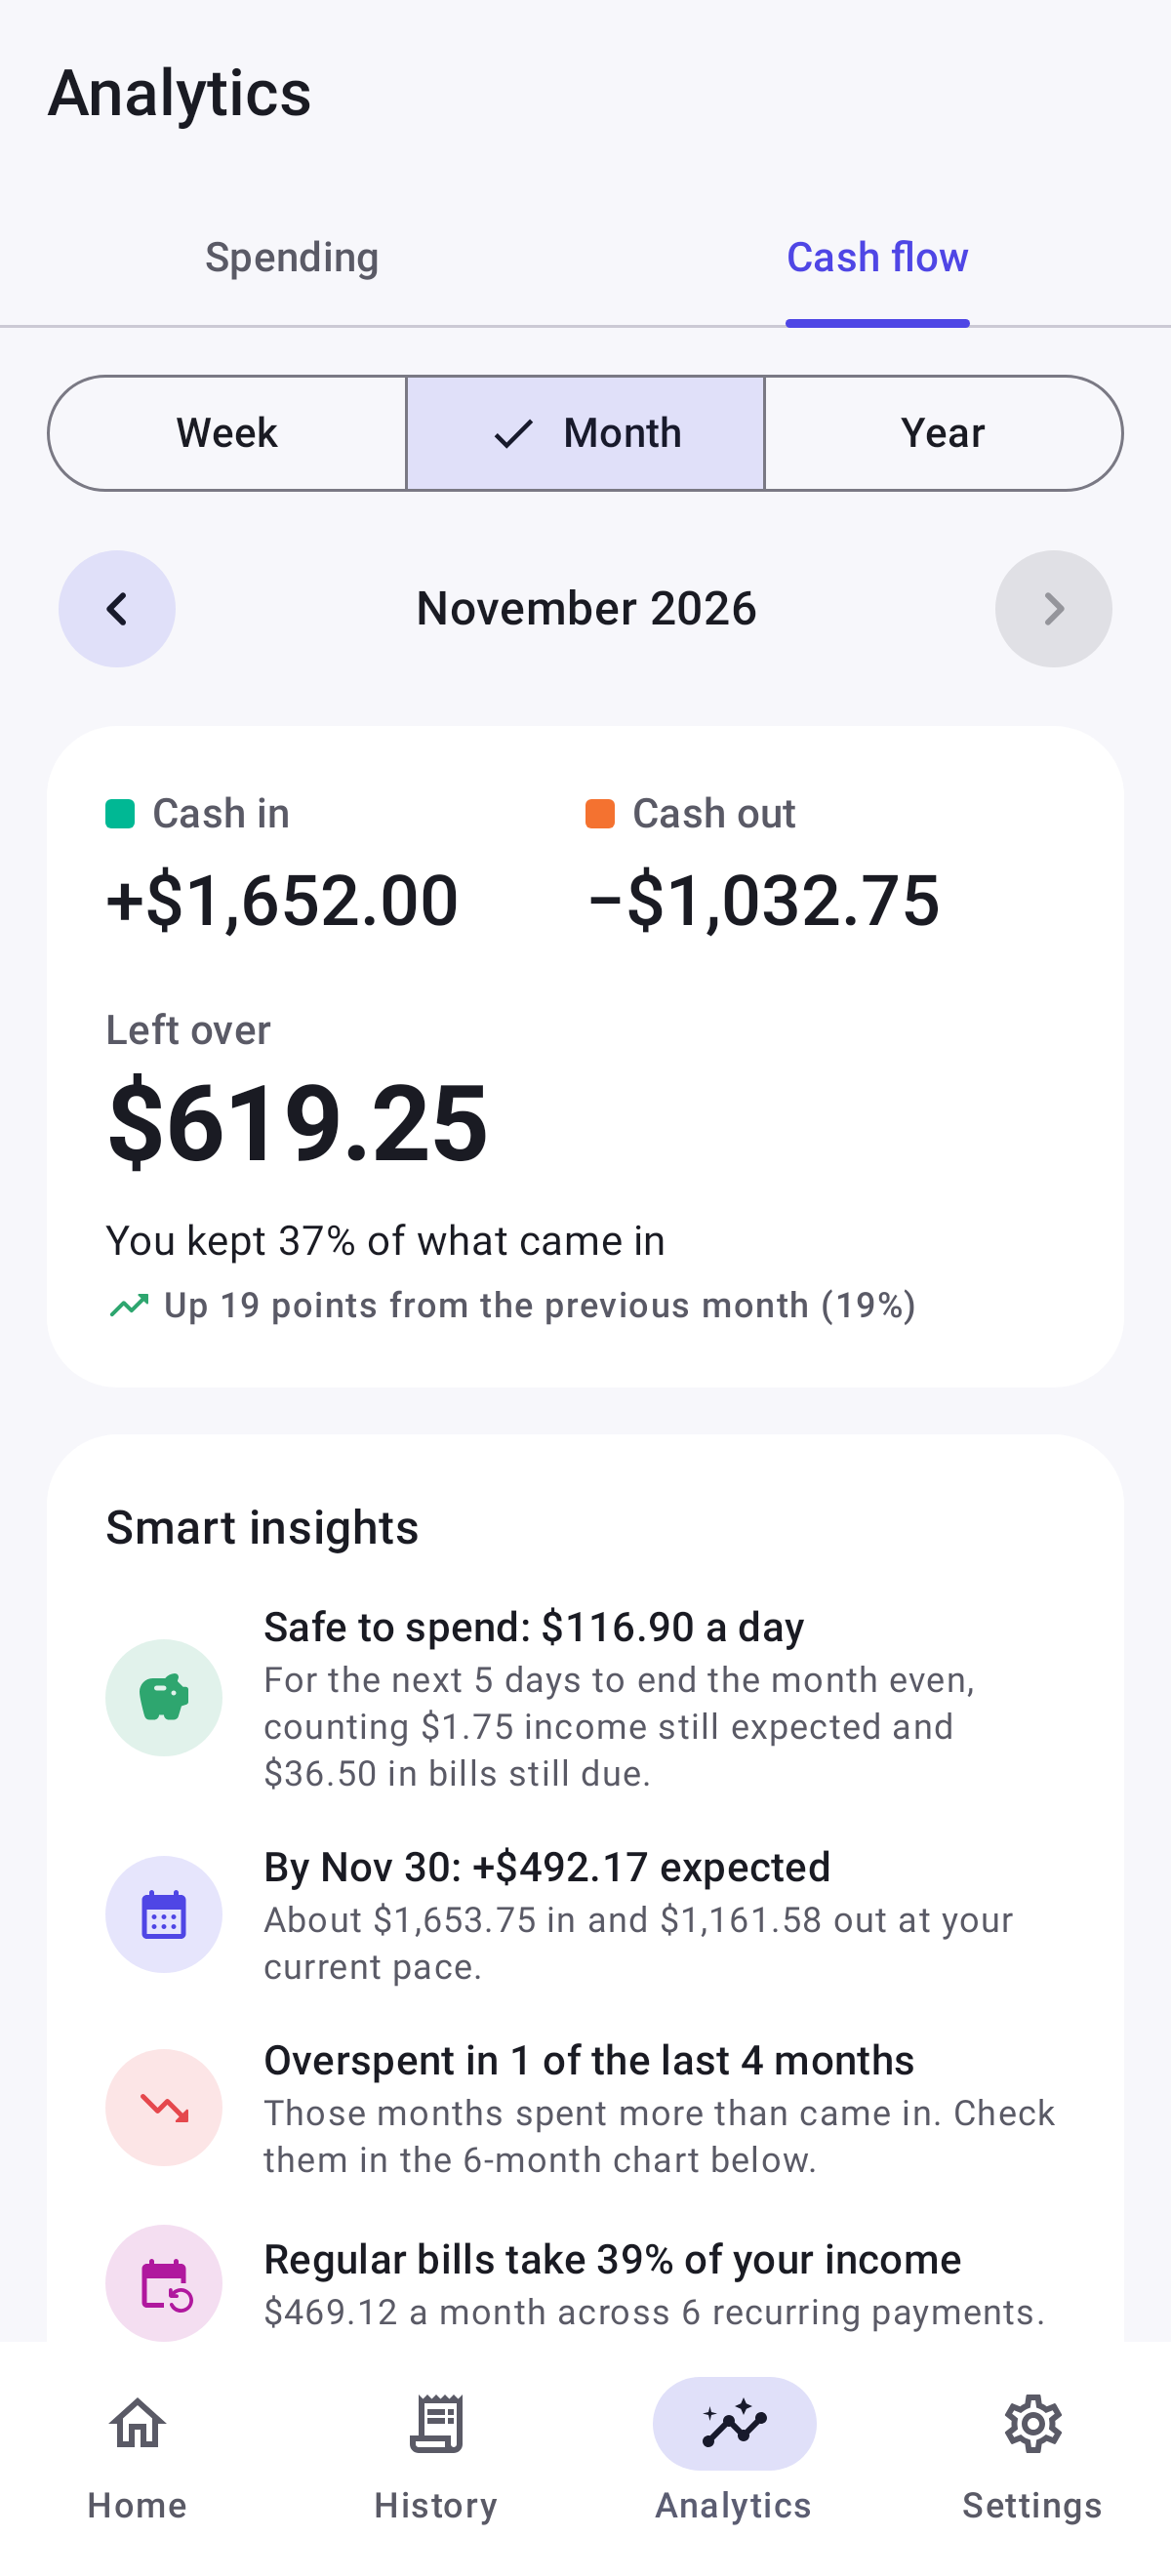 Analytics
Spending
Cash flow
Week
Month
Year
November 2026
Cash in
Cash out
+$1,652.00
−$1,032.75
Left over
$619.25
You kept 37% of what came in
Up 19 points from the previous month (19%)
Smart insights
Safe to spend: $116.90 a day
For the next 5 days to end the month even,
counting $1.75 income still expected and
$36.50 in bills still due.
By Nov 30: +$492.17 expected
About $1,653.75 in and $1,161.58 out at your
current pace.
Overspent in 1 of the last 4 months
Those months spent more than came in. Check
them in the 6-month chart below.
Regular bills take 39% of your income
$469.12 a month across 6 recurring payments.
Home
History
Analytics
Settings